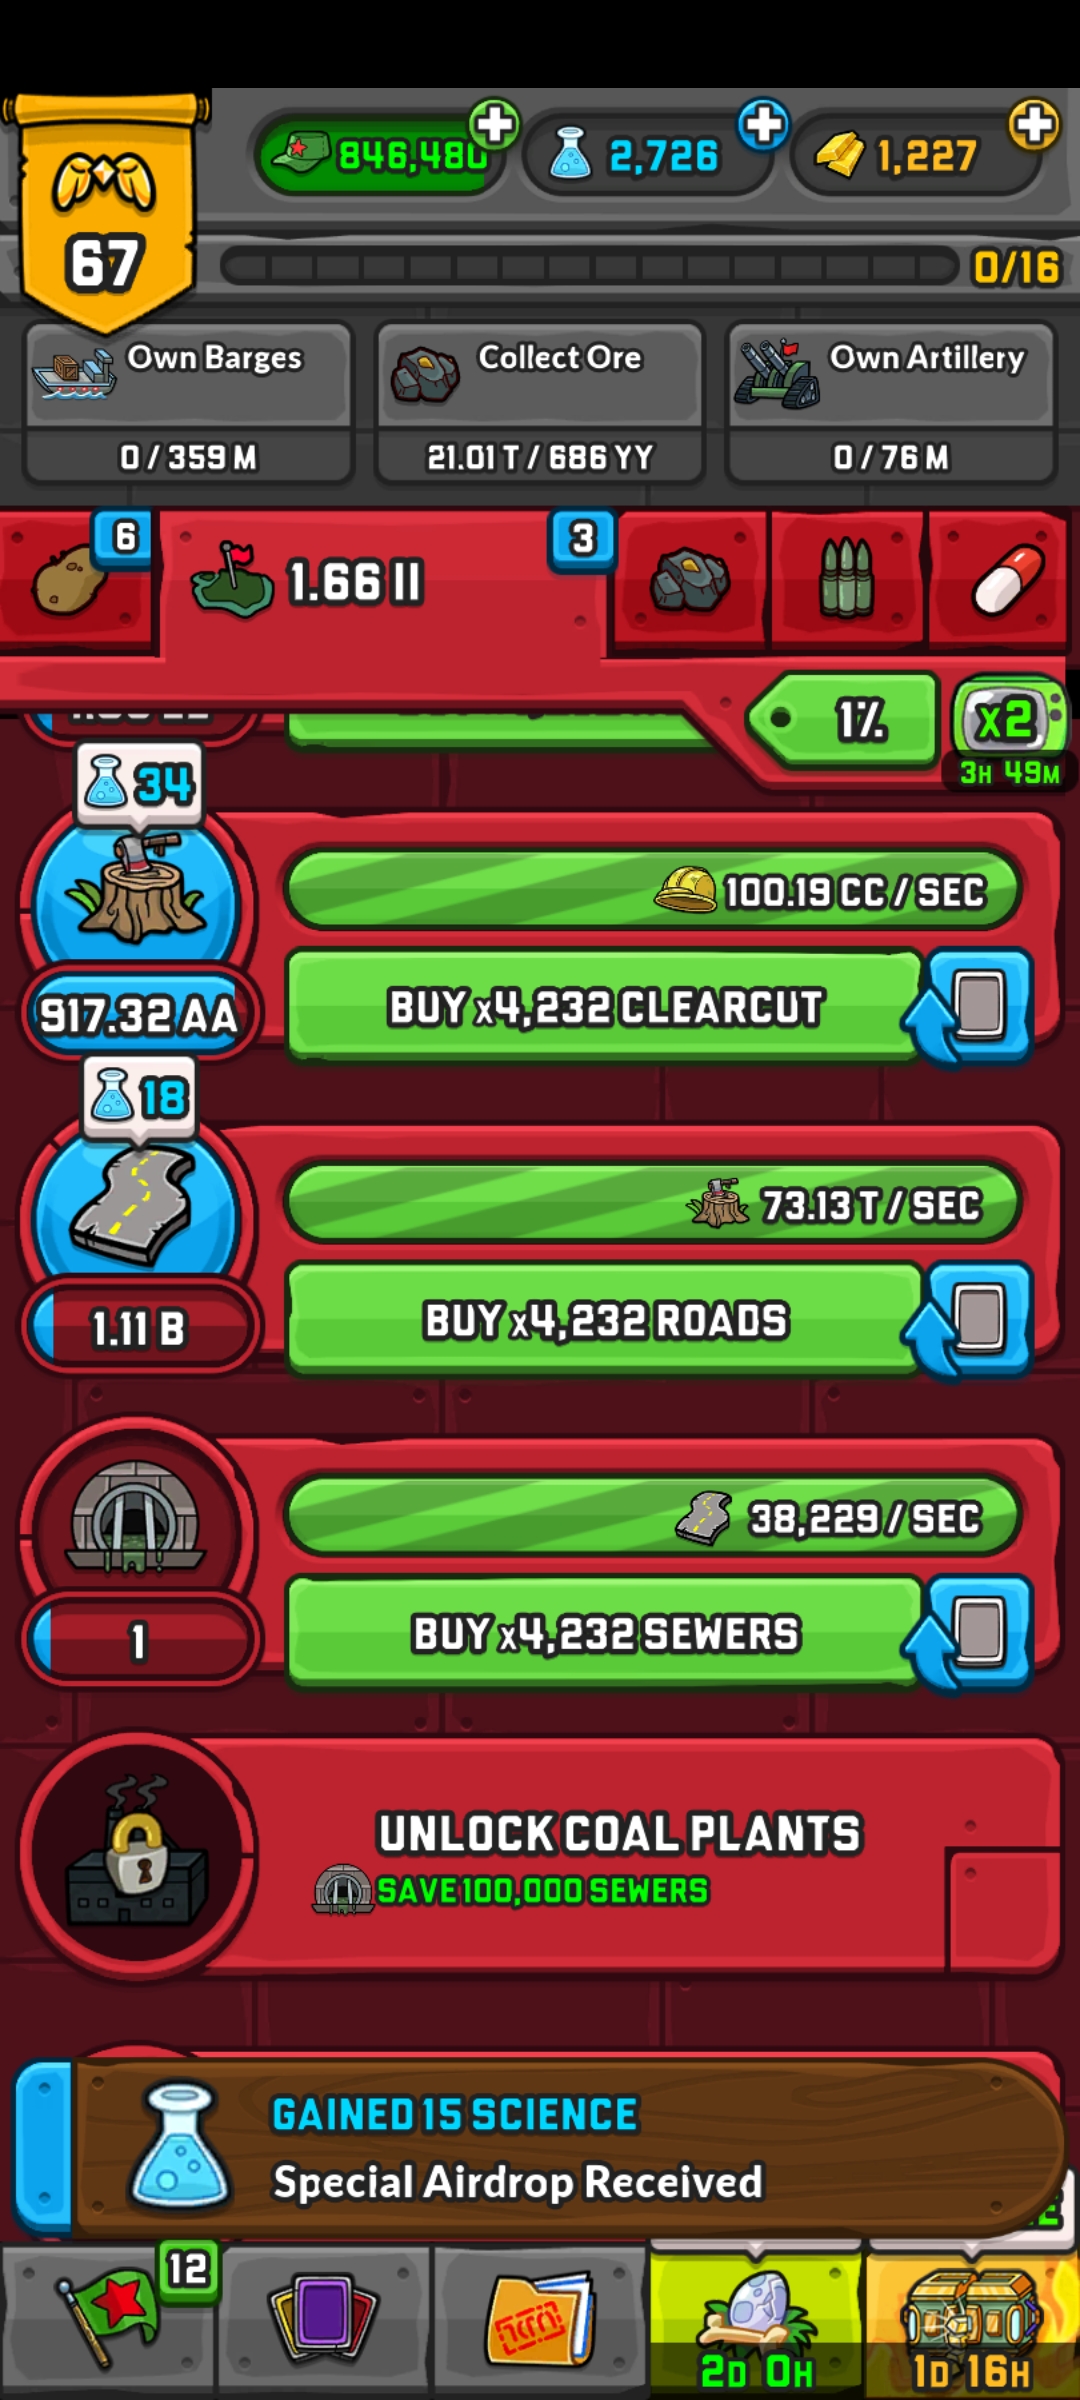 846,480
2,726
1,227
67
0/16
Own Barges
Collect Ore
Own Artillery
0 / 359 M
21.01 T / 686 YY
0 / 76 M
6
1.66 II
3
1%
x2
3H 49M
34
100.19 CC / SEC
BUY x4,232 CLEARCUT
917.32 AA
18
73.13 T / SEC
BUY x4,232 ROADS
1.11 B
38,229 / SEC
BUY x4,232 SEWERS
1
UNLOCK COAL PLANTS
SAVE 100,000 SEWERS
GAINED 15 SCIENCE
Special Airdrop Received
12
2D 0H
1D 16H